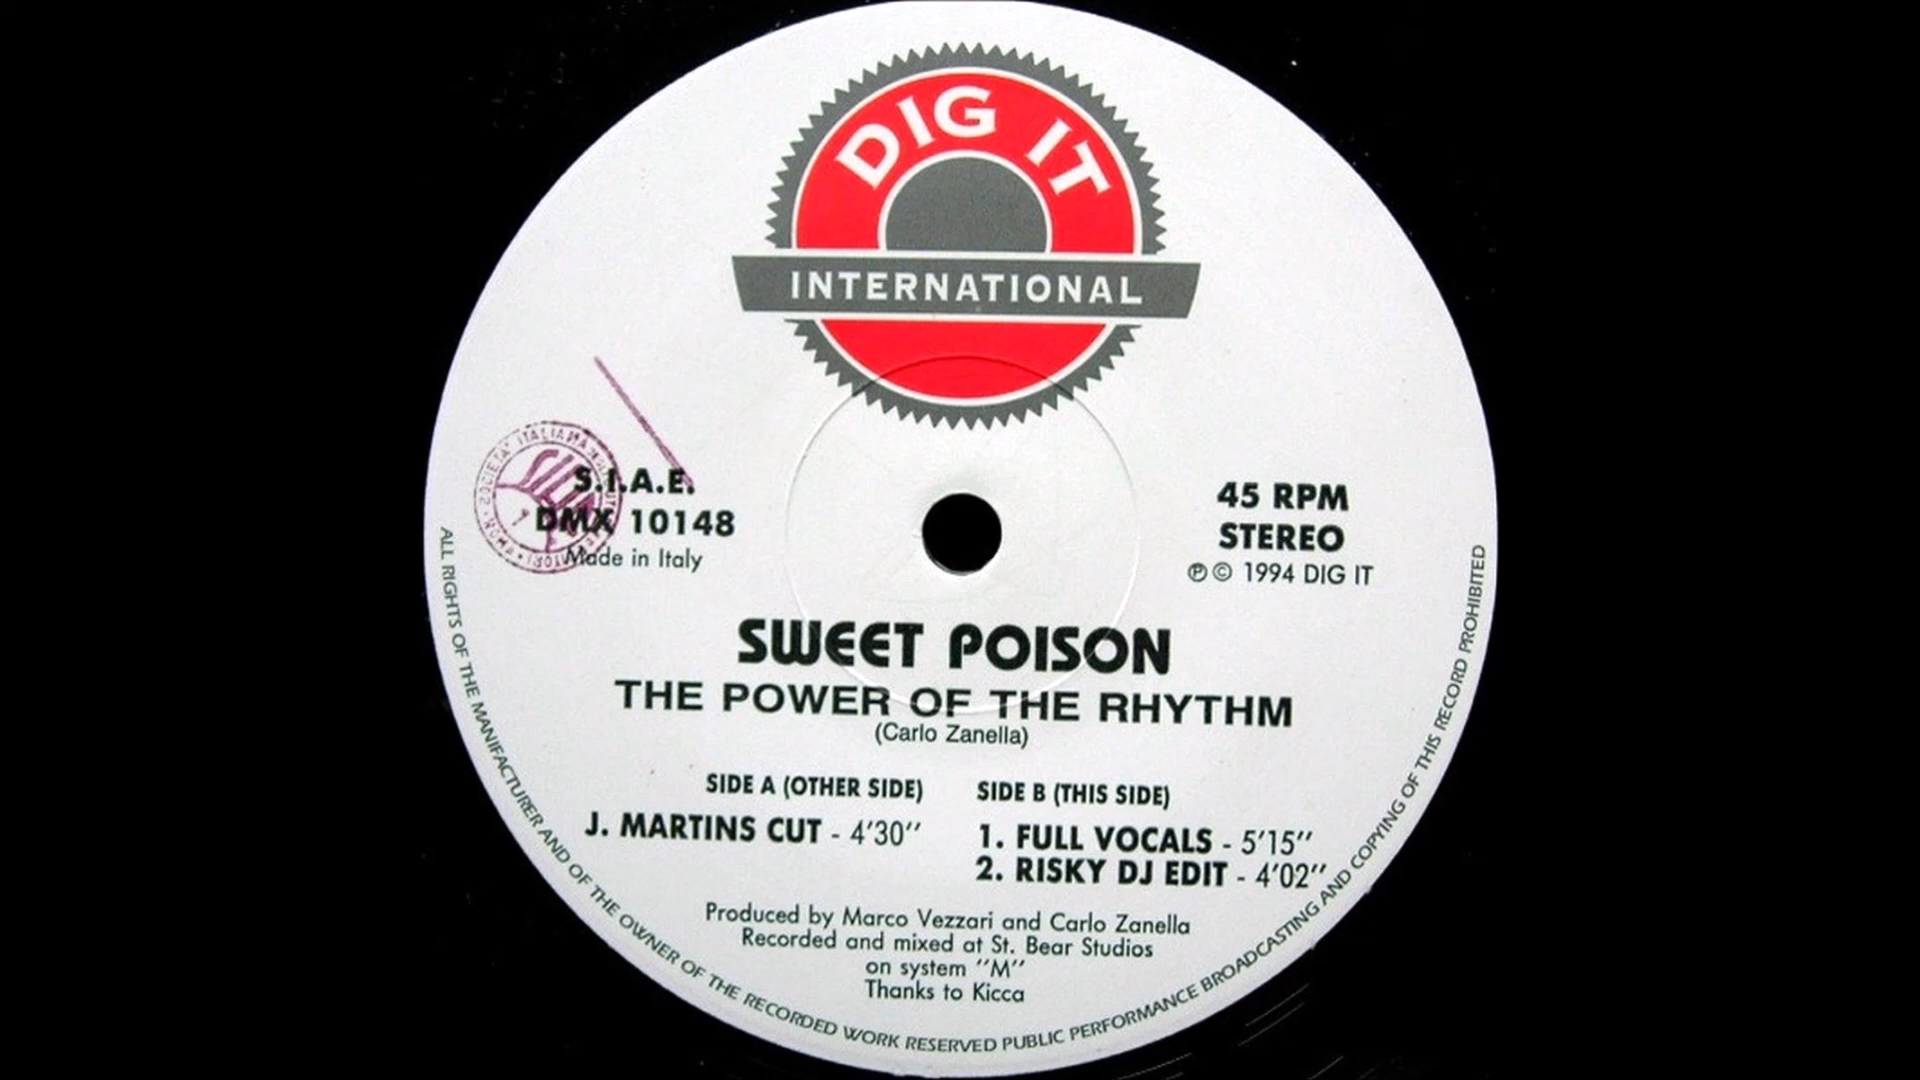 DIG IT
INTERNATIONAL
S.I.A.E.
DMX 10148
Made in Italy
45 RPM
STEREO
℗ © 1994 DIG IT
SWEET POISON
THE POWER OF THE RHYTHM
(Carlo Zanella)
SIDE A (OTHER SIDE)
J. MARTINS CUT - 4'30''
SIDE B (THIS SIDE)
1. FULL VOCALS - 5'15''
2. RISKY DJ EDIT - 4'02''
Produced by Marco Vezzari and Carlo Zanella
Recorded and mixed at St. Bear Studios
on system "M"
Thanks to Kicca
ALL RIGHTS OF THE MANIFACTURER AND OF THE OWNER OF THE RECORDED WORK RESERVED PUBLIC PERFORMANCE BROADCASTING AND COPYING OF THIS RECORD PROHIBITED
SOCIETA' ITALIANA